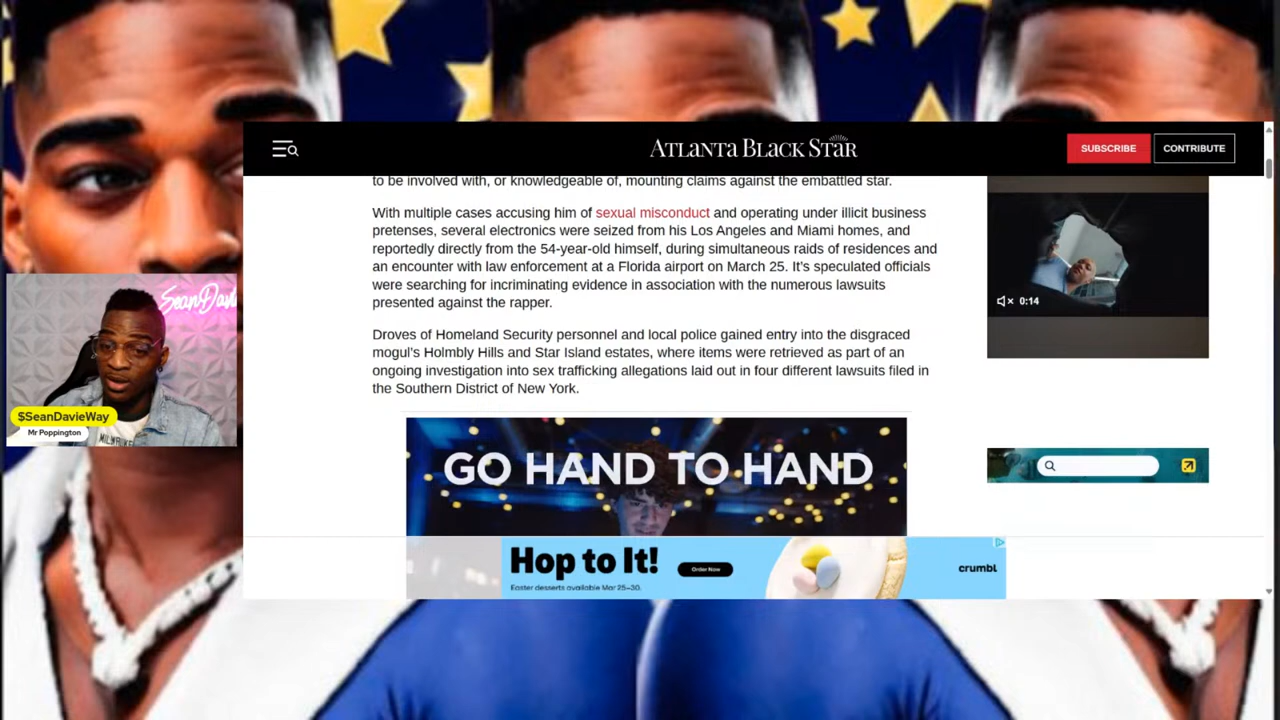 ATLANTA BLACK STAR
SUBSCRIBE
CONTRIBUTE
to be involved with, or knowledgeable of, mounting claims against the embattled star.
With multiple cases accusing him of sexual misconduct and operating under illicit business
pretenses, several electronics were seized from his Los Angeles and Miami homes, and
reportedly directly from the 54-year-old himself, during simultaneous raids of residences and
an encounter with law enforcement at a Florida airport on March 25. It's speculated officials
were searching for incriminating evidence in association with the numerous lawsuits
presented against the rapper.
Droves of Homeland Security personnel and local police gained entry into the disgraced
mogul's Holmby Hills and Star Island estates, where items were retrieved as part of an
ongoing investigation into sex trafficking allegations laid out in four different lawsuits filed in
the Southern District of New York.
0:14
SeanDavi
$SeanDavieWay
Mr Poppington
GO HAND TO HAND
Hop to It!
Order Now
Easter desserts available Mar 25-30.
crumbl